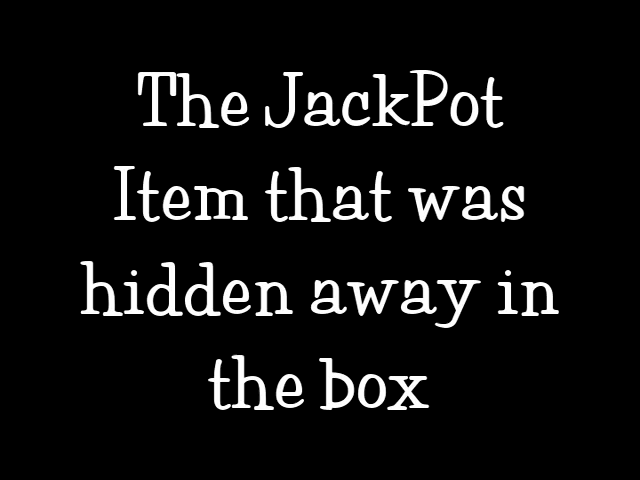 The JackPot
Item that was
hidden away in
the box